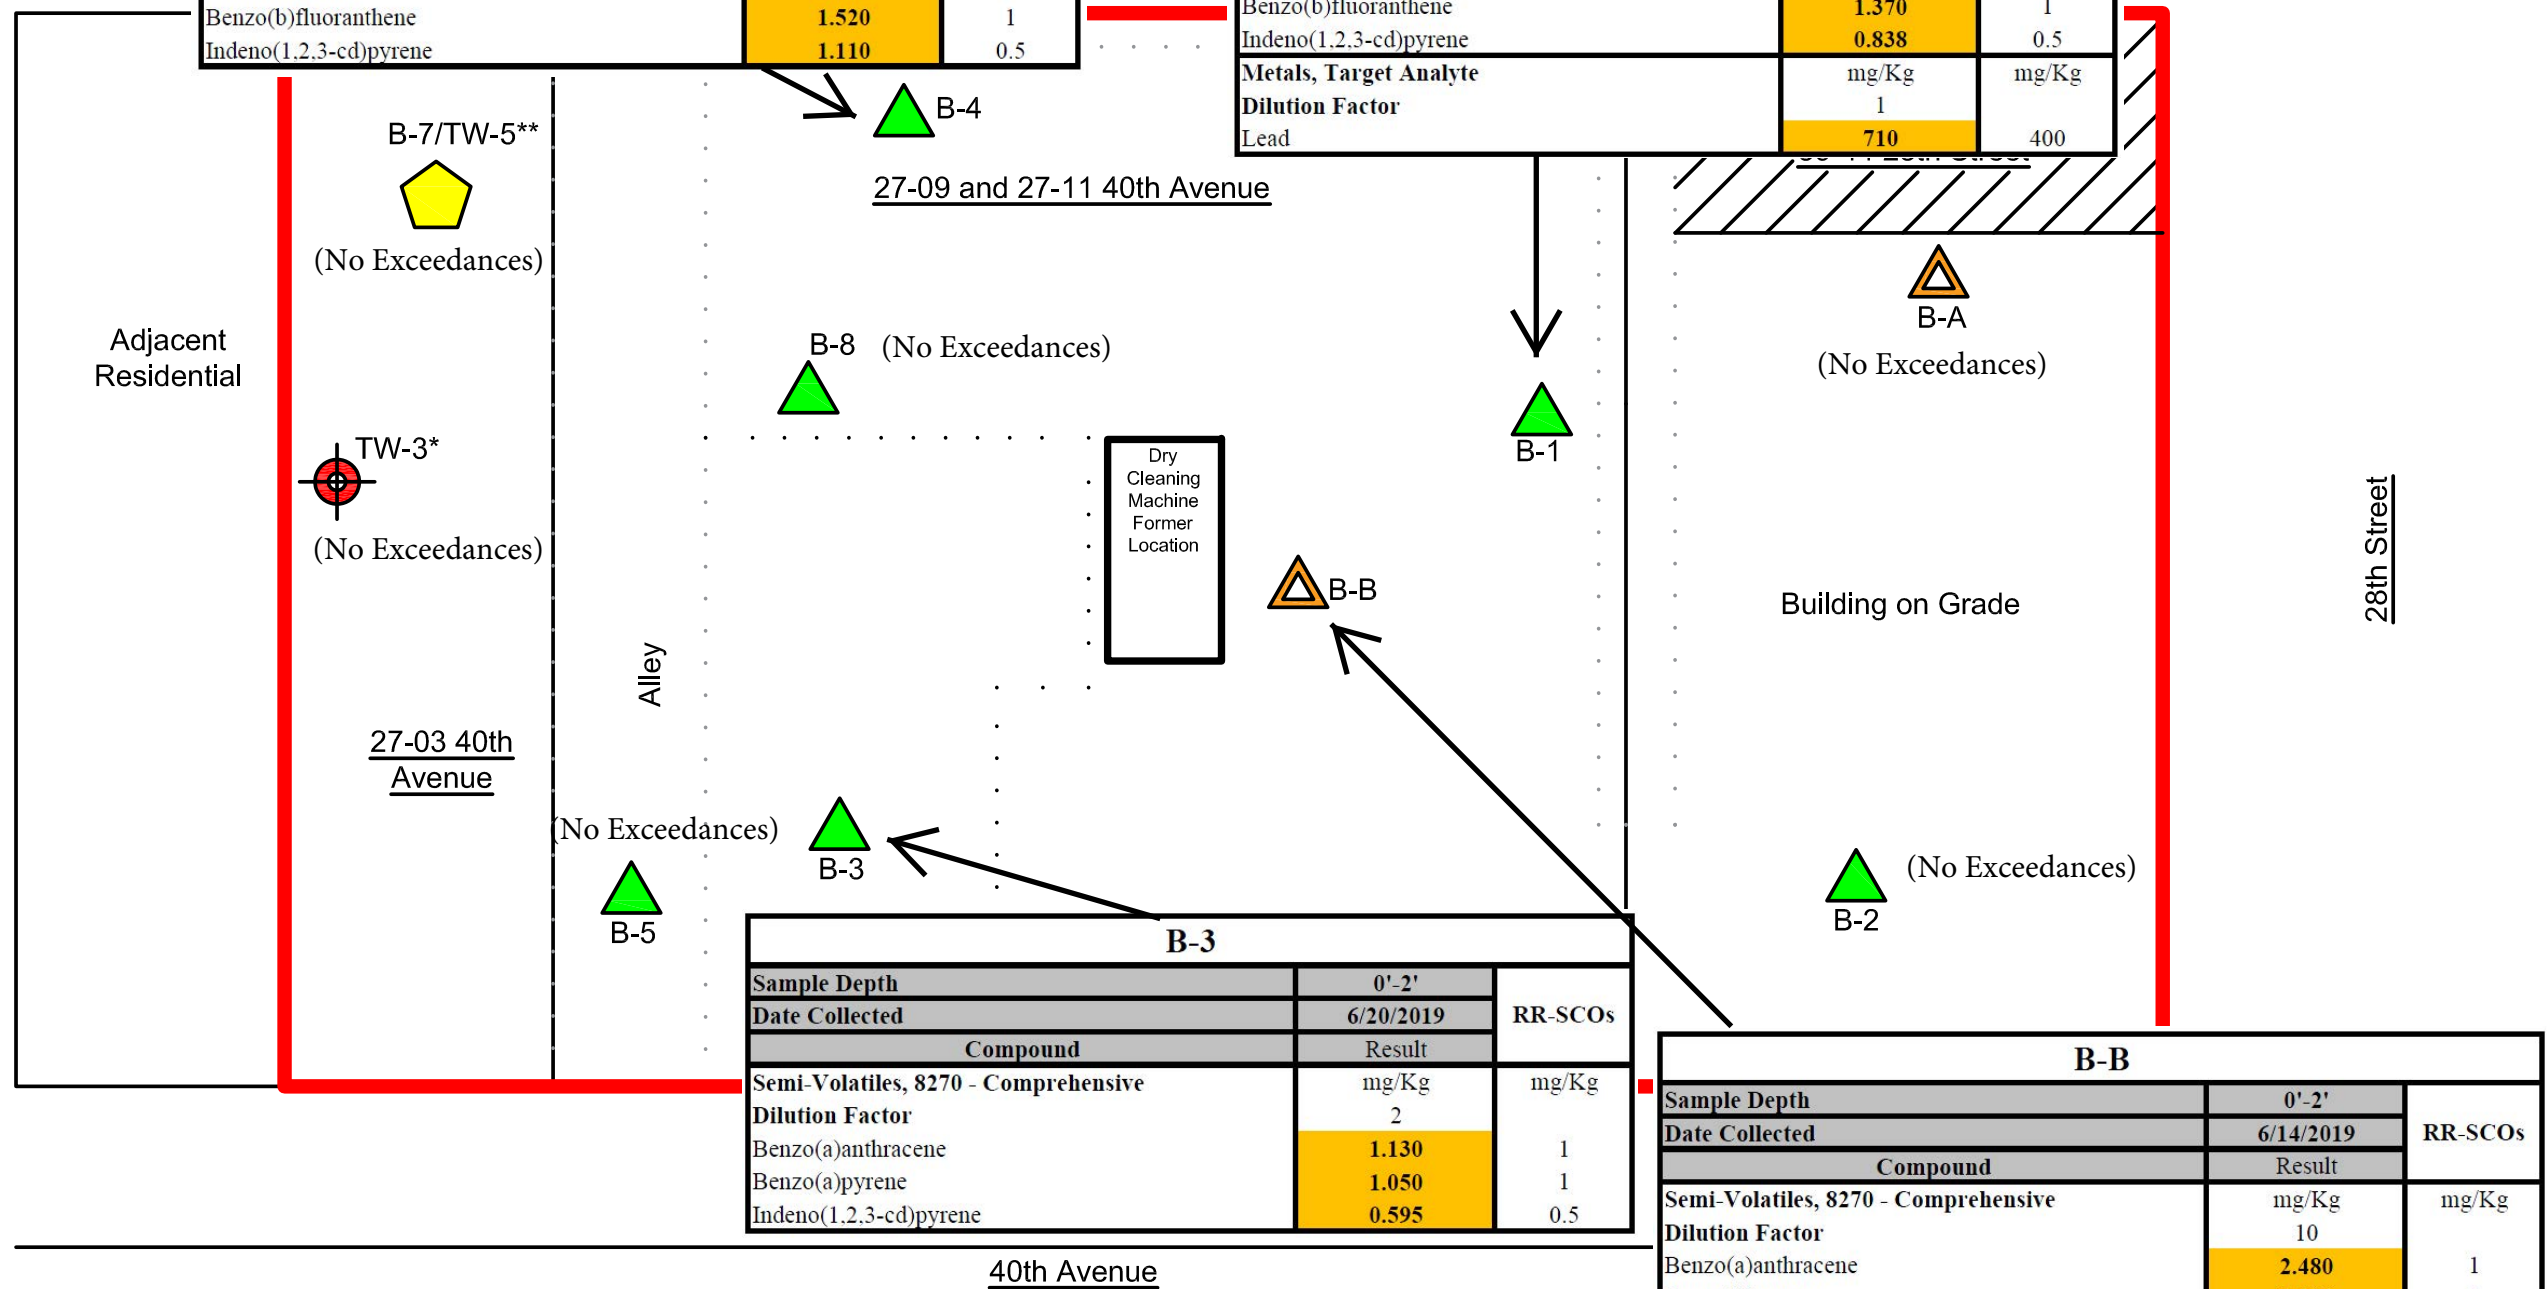 Benzo(b)fluoranthene 1.520 1
Indeno(1,2,3-cd)pyrene 1.110 0.5
Benzo(b)fluoranthene 1.370 1
Indeno(1,2,3-cd)pyrene 0.838 0.5
Metals, Target Analyte mg/Kg mg/Kg
Dilution Factor 1
Lead 710 400
B-4
B-7/TW-5**
(No Exceedances)
27-09 and 27-11 40th Avenue
B-A
(No Exceedances)
Adjacent
Residential
B-8 (No Exceedances)
B-1
TW-3*
(No Exceedances)
Dry
Cleaning
Machine
Former
Location
B-B
Building on Grade
28th Street
Alley
27-03 40th
Avenue
(No Exceedances)
B-5
B-3
(No Exceedances)
B-2
B-3
Sample Depth 0'-2'
Date Collected 6/20/2019 RR-SCOs
Compound Result
Semi-Volatiles, 8270 - Comprehensive mg/Kg mg/Kg
Dilution Factor 2
Benzo(a)anthracene 1.130 1
Benzo(a)pyrene 1.050 1
Indeno(1,2,3-cd)pyrene 0.595 0.5
B-B
Sample Depth 0'-2'
Date Collected 6/14/2019 RR-SCOs
Compound Result
Semi-Volatiles, 8270 - Comprehensive mg/Kg mg/Kg
Dilution Factor 10
Benzo(a)anthracene 2.480 1
40th Avenue